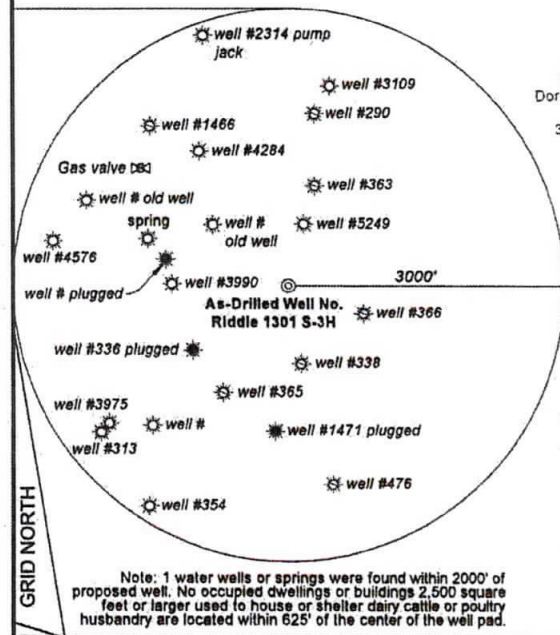 well #2314 pump
jack
well #3109
well #290
Dor
3
well #1466
well #4284
Gas valve
well # old well
well #363
spring
well #
old well
well #5249
well #4576
well # plugged
well #3990
3000'
As-Drilled Well No.
Riddle 1301 S-3H
well #366
well #336 plugged
well #338
well #365
well #3975
well #
well #1471 plugged
well #313
well #476
well #354
GRID NORTH
Note: 1 water wells or springs were found within 2000' of
proposed well. No occupied dwellings or buildings 2,500 square
feet or larger used to house or shelter dairy cattle or poultry
husbandry are located within 625' of the center of the well pad.